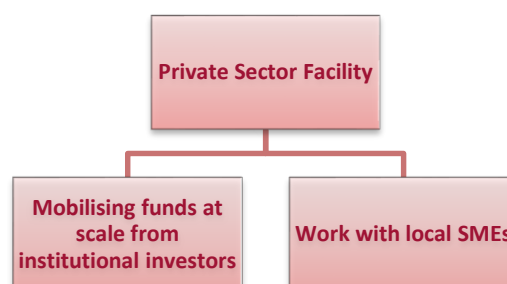 Private Sector Facility
Mobilising funds at
scale from
institutional investors
Work with local SMEs